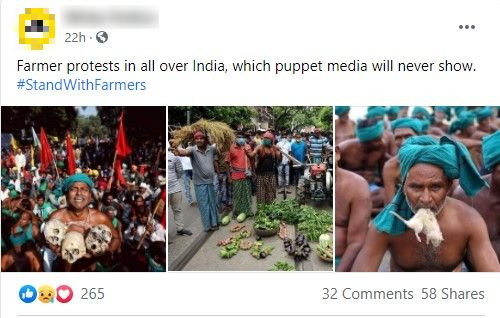 22h ·
Farmer protests in all over India, which puppet media will never show.
#StandWithFarmers
265
32 Comments 58 Shares